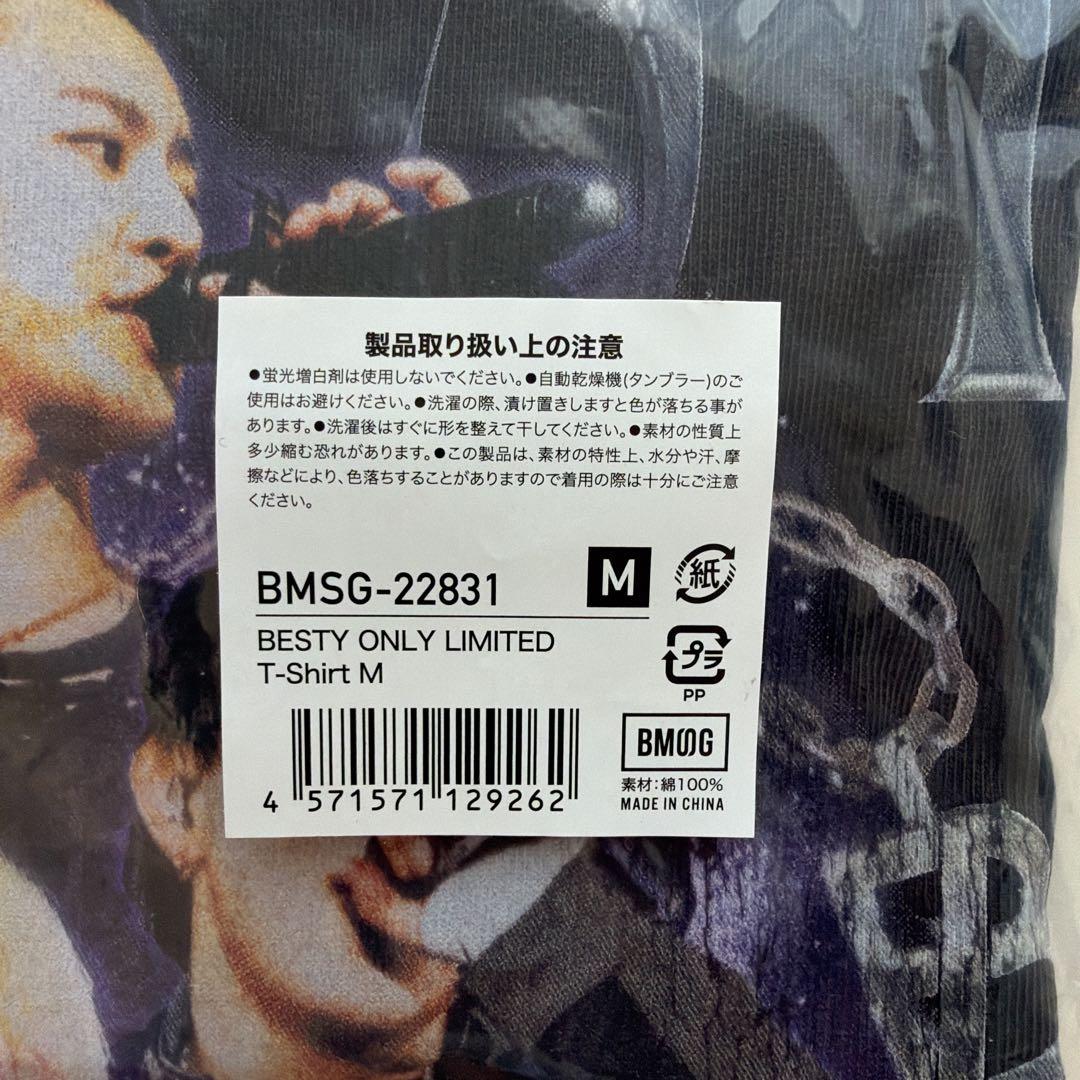 製品取り扱い上の注意
●蛍光増白剤は使用しないでください。●自動乾燥機(タンブラー)のご
使用はお避けください。●洗濯の際、漬け置きしますと色が落ちる事が
あります。●洗濯後はすぐに形を整えて干してください。●素材の性質上
多少縮む恐れがあります。●この製品は、素材の特性上、水分や汗、摩
擦などにより、色落ちすることがありますので着用の際は十分にご注意
ください。
BMSG-22831
M
紙
BESTY ONLY LIMITED
T-Shirt M
プラ
PP
BMSG
素材:綿100%
MADE IN CHINA
4 571571 129262